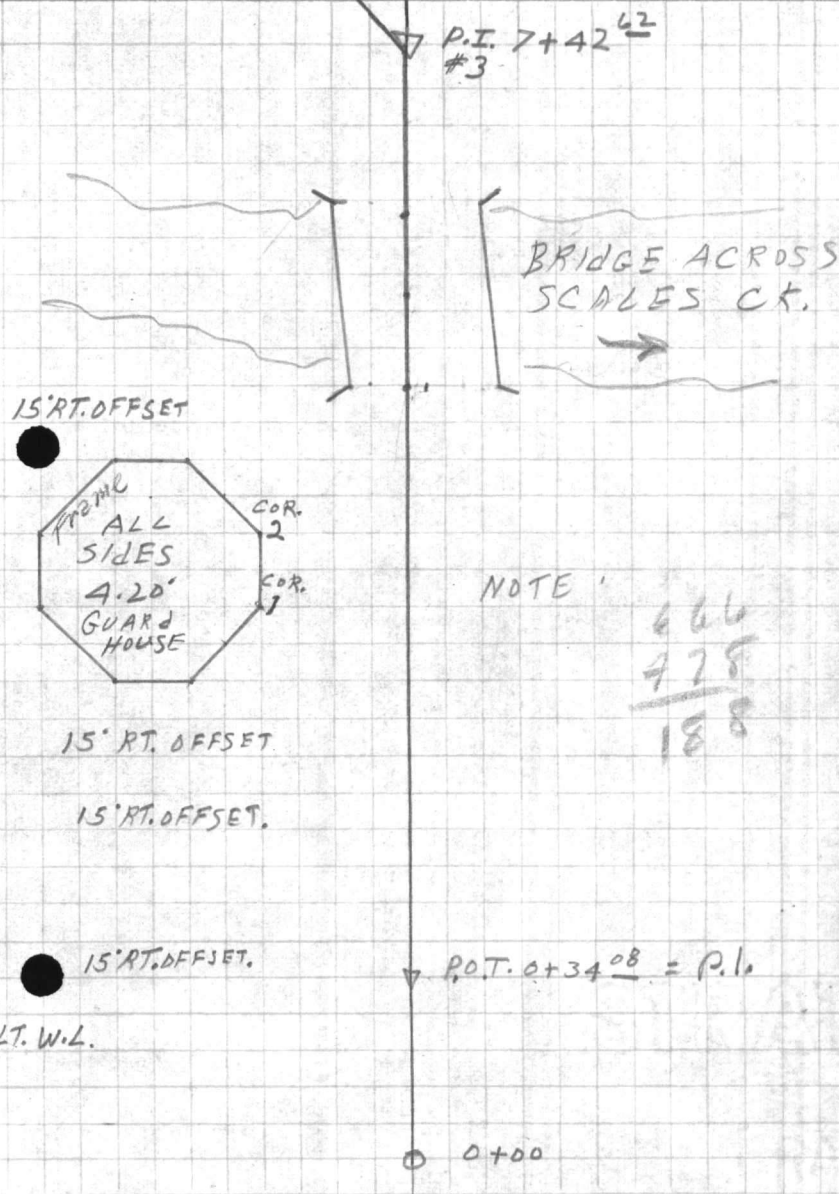 P.I. 7+42 62
#3
BRIdGE ACROSS
SCALES CK.
15' RT. OFFSET
Frame
ALL
SIdES
4.20'
GUARd
HOUSE
COR.
2
COR.
1
NOTE
666
478
188
15' RT. OFFSET
15' RT. OFFSET.
15' RT. OFFSET.
P.O.T. 0+34 08 = P.I.
LT. W.L.
0+00